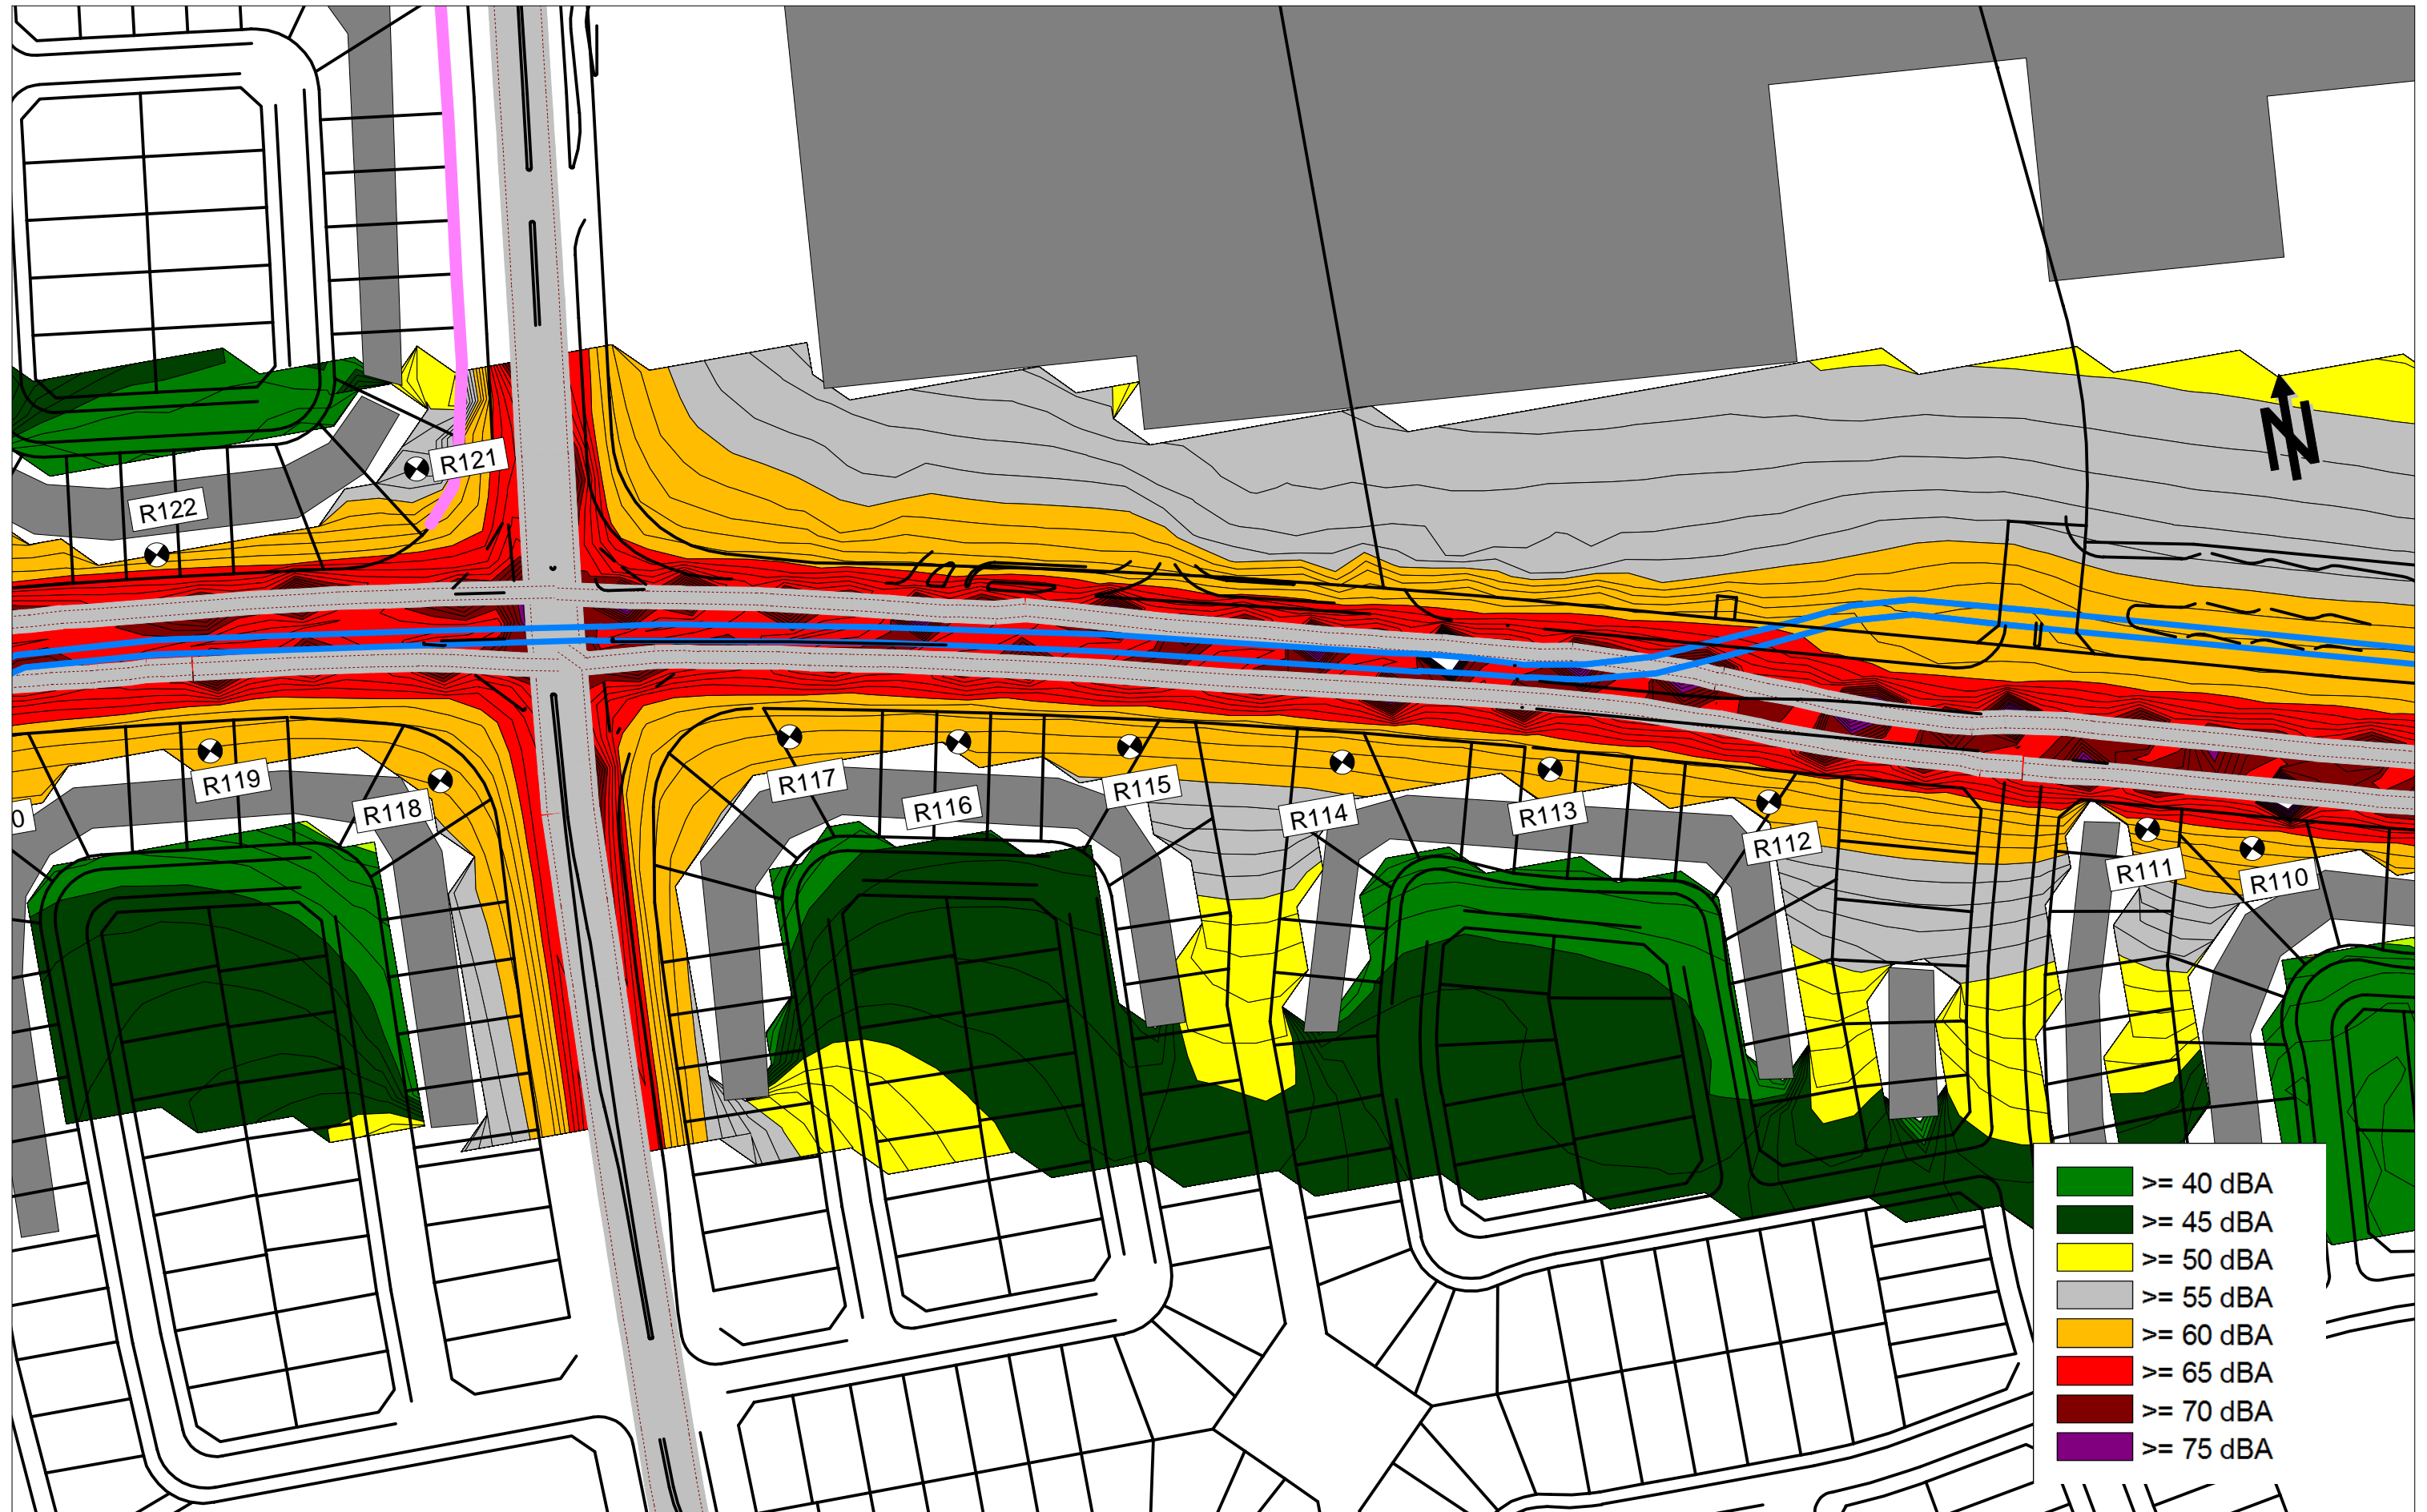 N
R121
R122
R119
R118
R117
R116
R115
R114
R113
R112
R111
R110
0
>= 40 dBA
>= 45 dBA
>= 50 dBA
>= 55 dBA
>= 60 dBA
>= 65 dBA
>= 70 dBA
>= 75 dBA